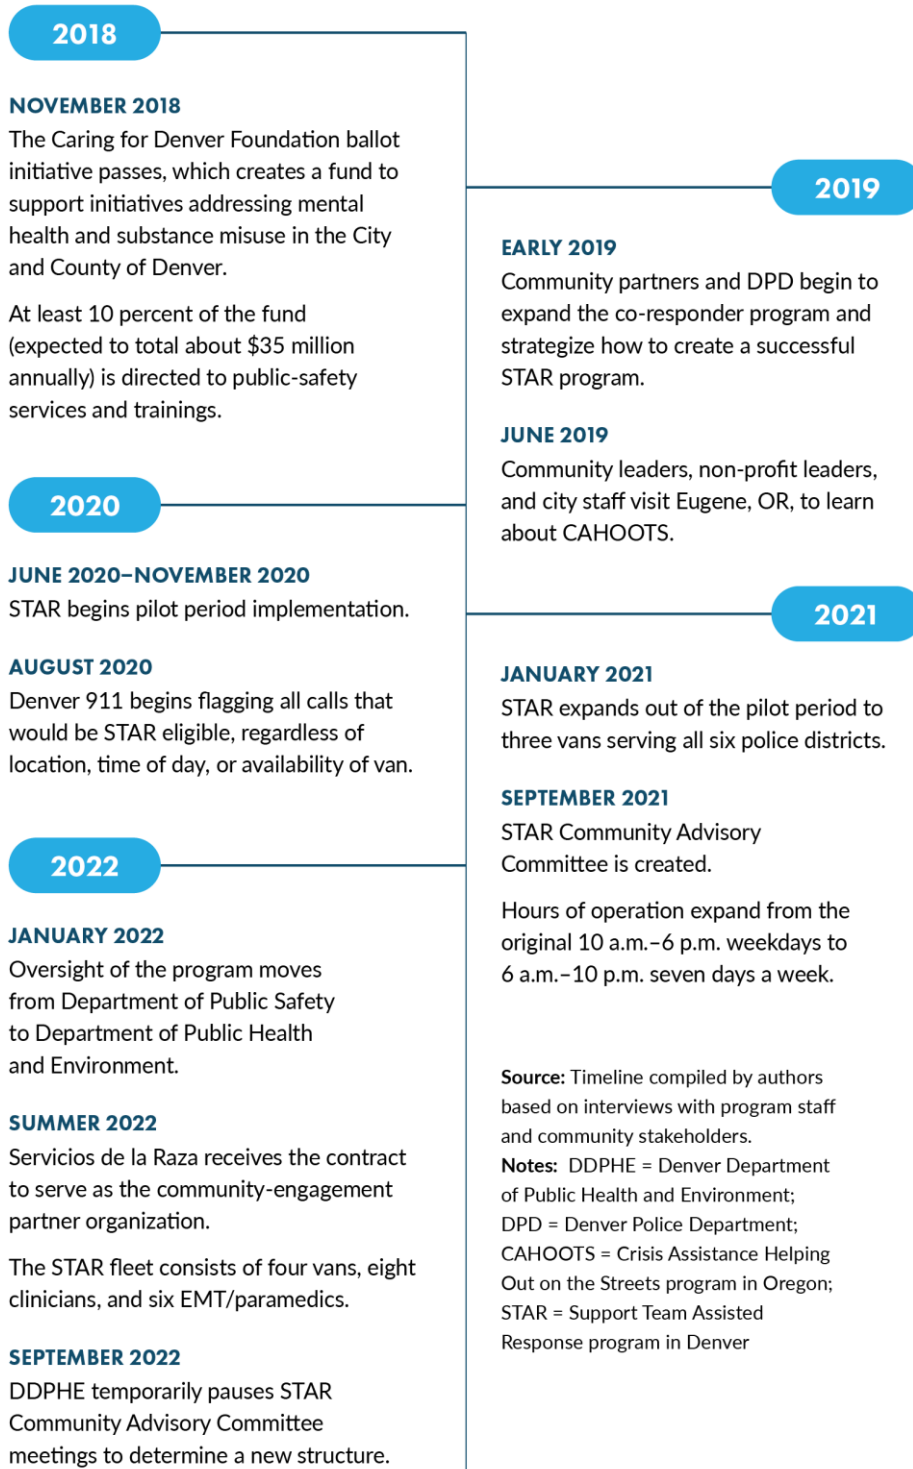 2018
NOVEMBER 2018
The Caring for Denver Foundation ballot
initiative passes, which creates a fund to
support initiatives addressing mental
health and substance misuse in the City
and County of Denver.
At least 10 percent of the fund
(expected to total about $35 million
annually) is directed to public-safety
services and trainings.
2019
EARLY 2019
Community partners and DPD begin to
expand the co-responder program and
strategize how to create a successful
STAR program.
JUNE 2019
Community leaders, non-profit leaders,
and city staff visit Eugene, OR, to learn
about CAHOOTS.
2020
JUNE 2020–NOVEMBER 2020
STAR begins pilot period implementation.
AUGUST 2020
Denver 911 begins flagging all calls that
would be STAR eligible, regardless of
location, time of day, or availability of van.
2021
JANUARY 2021
STAR expands out of the pilot period to
three vans serving all six police districts.
SEPTEMBER 2021
STAR Community Advisory
Committee is created.
Hours of operation expand from the
original 10 a.m.–6 p.m. weekdays to
6 a.m.–10 p.m. seven days a week.
2022
JANUARY 2022
Oversight of the program moves
from Department of Public Safety
to Department of Public Health
and Environment.
SUMMER 2022
Servicios de la Raza receives the contract
to serve as the community-engagement
partner organization.
The STAR fleet consists of four vans, eight
clinicians, and six EMT/paramedics.
SEPTEMBER 2022
DDPHE temporarily pauses STAR
Community Advisory Committee
meetings to determine a new structure.
Source: Timeline compiled by authors
based on interviews with program staff
and community stakeholders.
Notes: DDPHE = Denver Department
of Public Health and Environment;
DPD = Denver Police Department;
CAHOOTS = Crisis Assistance Helping
Out on the Streets program in Oregon;
STAR = Support Team Assisted
Response program in Denver